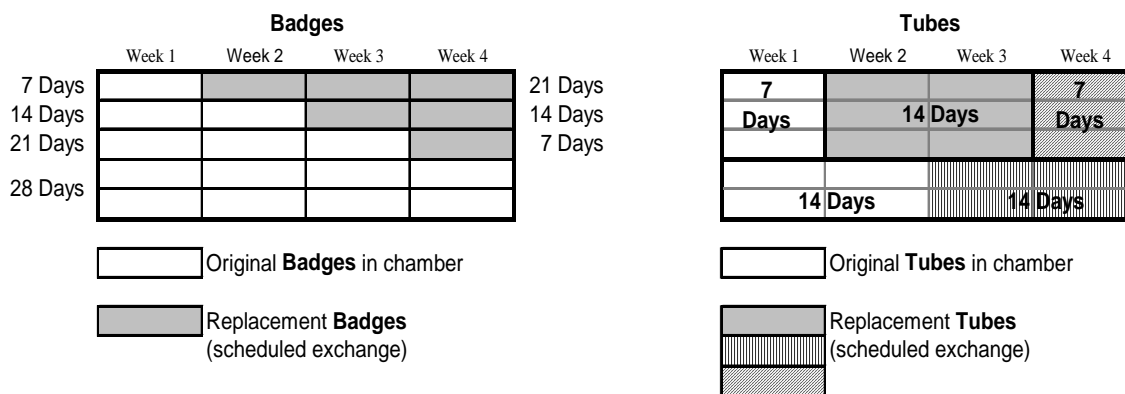 Badges
Week 1 Week 2 Week 3 Week 4
7 Days 21 Days
14 Days 14 Days
21 Days 7 Days
28 Days
Original Badges in chamber
Replacement Badges
(scheduled exchange)
Tubes
Week 1 Week 2 Week 3 Week 4
7 7
Days 14 Days Days
14 Days 14 Days
Original Tubes in chamber
Replacement Tubes
(scheduled exchange)